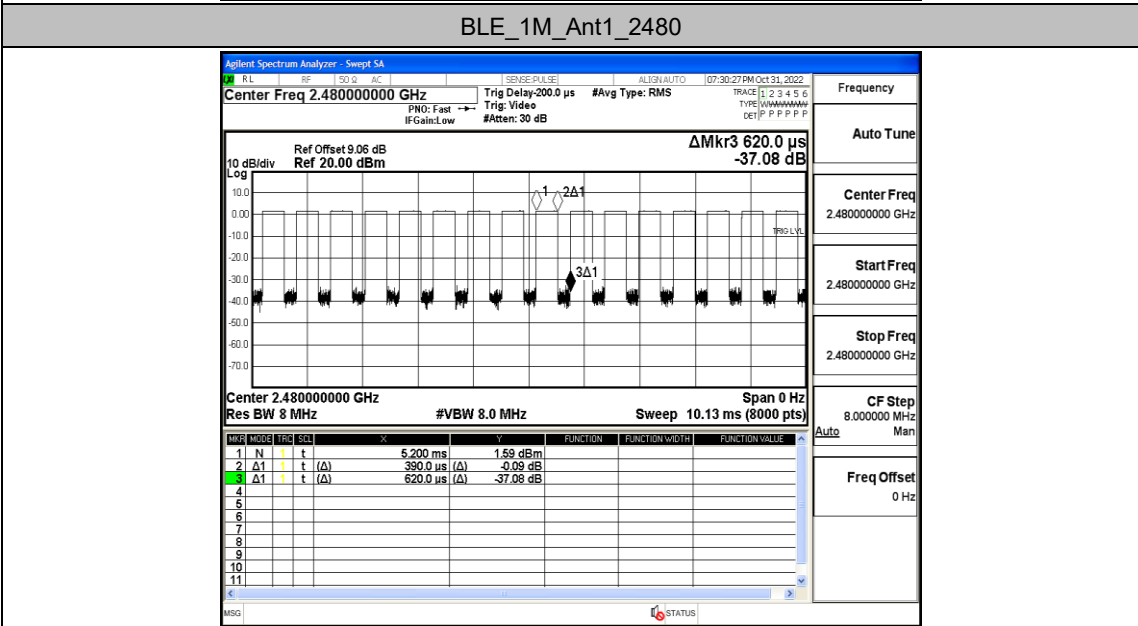 BLE_1M_Ant1_2480
Agilent Spectrum Analyzer - Swept SA
LXI RL RF 50 Ω AC SENSE:PULSE ALIGNAUTO 07:30:27 PM Oct 31, 2022
Center Freq 2.480000000 GHz
PNO: Fast
IFGain:Low
Trig Delay-200.0 µs #Avg Type: RMS
Trig: Video
#Atten: 30 dB
TRACE 1 2 3 4 5 6
TYPE
DET P P P P P P
Ref Offset 9.06 dB
10 dB/div Ref 20.00 dBm
Log
ΔMkr3 620.0 µs
-37.08 dB
10.0
0.00
-10.0
-20.0
-30.0
-40.0
-50.0
-60.0
-70.0
1 2Δ1
TRIG LVL
3Δ1
Center 2.480000000 GHz Span 0 Hz
Res BW 8 MHz #VBW 8.0 MHz Sweep 10.13 ms (8000 pts)
MKR MODE TRC SCL X Y FUNCTION FUNCTION WIDTH FUNCTION VALUE
1 N 1 t 5.200 ms 1.59 dBm
2 Δ1 1 t (Δ) 390.0 µs (Δ) -0.09 dB
3 Δ1 1 t (Δ) 620.0 µs (Δ) -37.08 dB
4
5
6
7
8
9
10
11
MSG STATUS
Frequency
Auto Tune
Center Freq
2.480000000 GHz
Start Freq
2.480000000 GHz
Stop Freq
2.480000000 GHz
CF Step
8.000000 MHz
Auto Man
Freq Offset
0 Hz